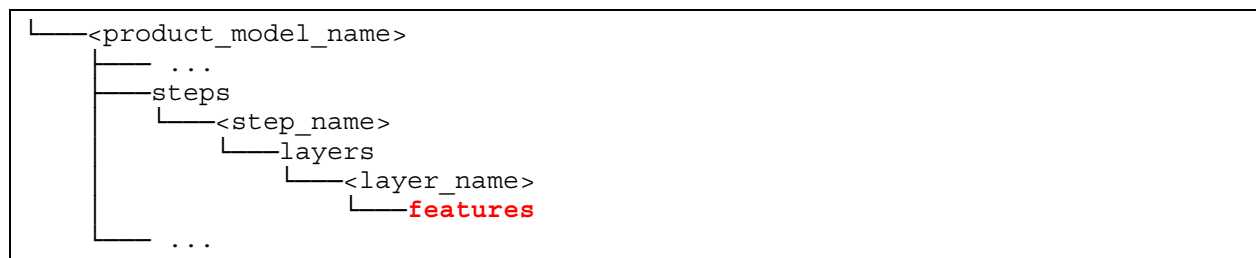 └───<product_model_name>
    ├─── ...
    ├───steps
    │   └───<step_name>
    │       └───layers
    │           └───<layer_name>
    │               └───features
    └─── ...